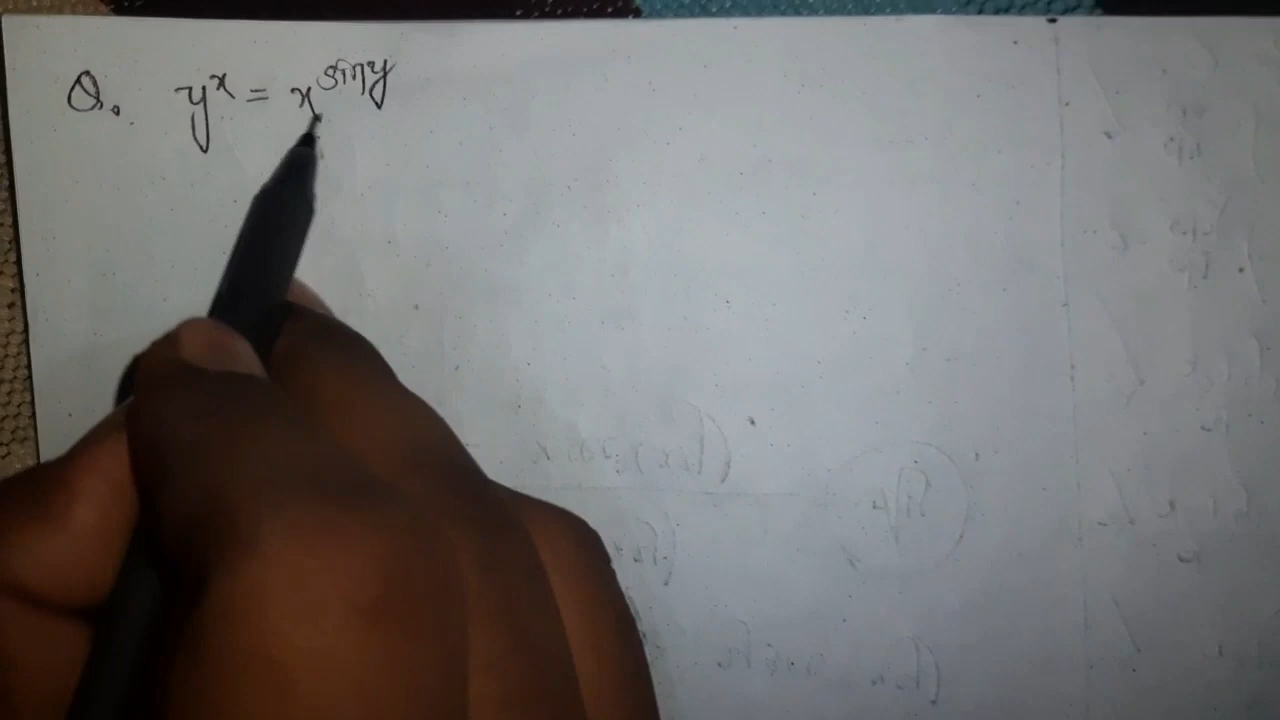 Q. y^x = x^sin y